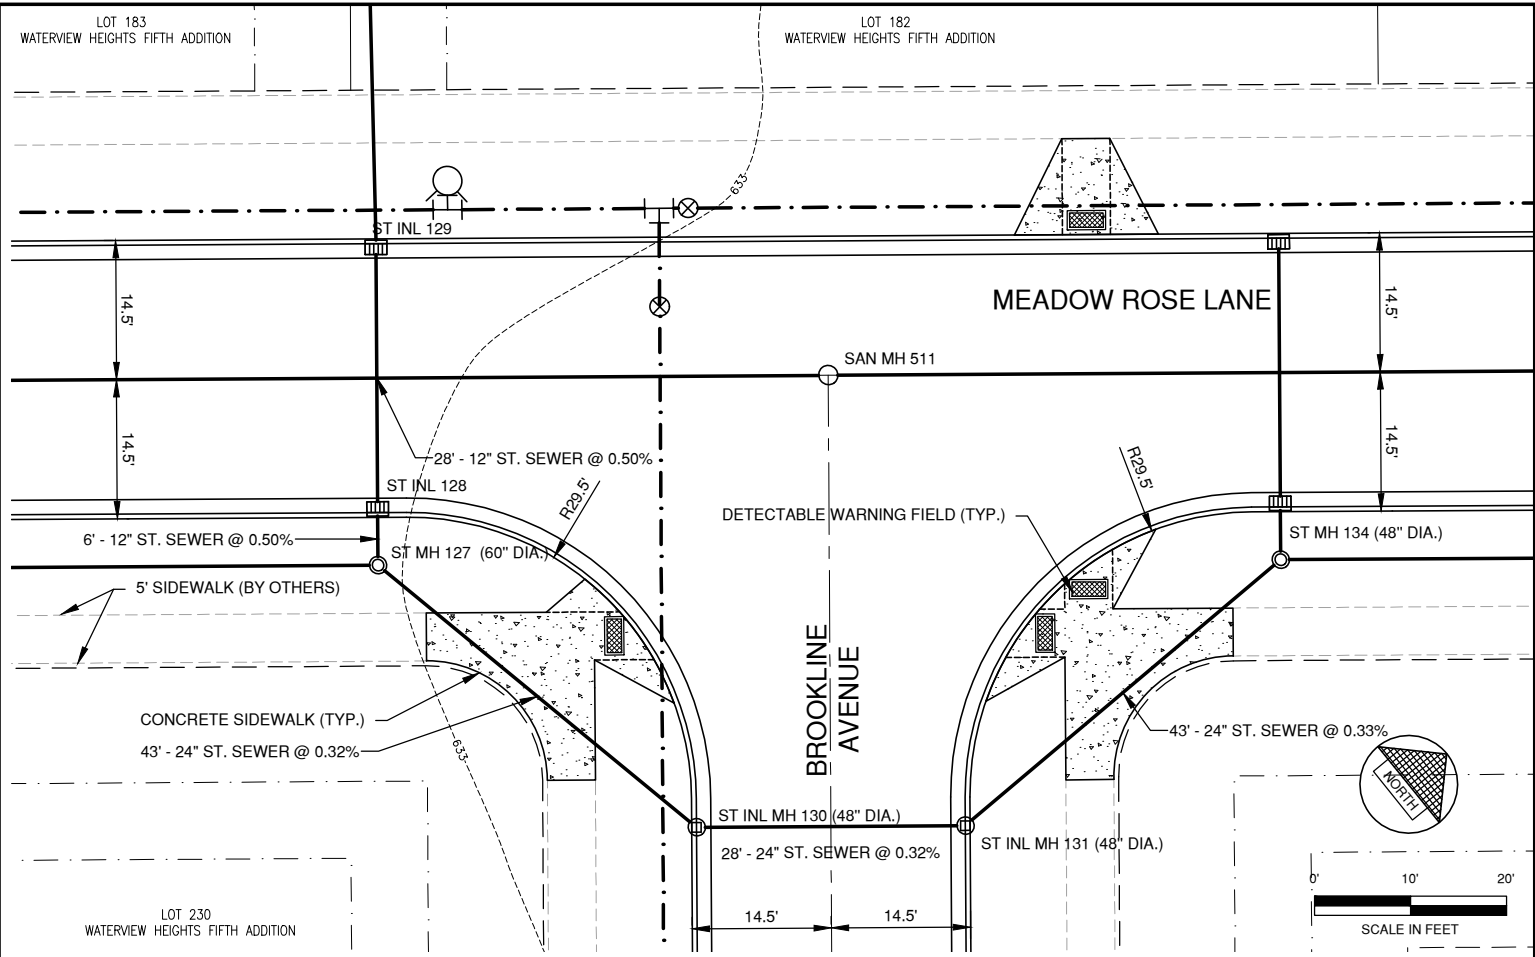 LOT 183
WATERVIEW HEIGHTS FIFTH ADDITION
LOT 182
WATERVIEW HEIGHTS FIFTH ADDITION
633
ST INL 129
14.5'
MEADOW ROSE LANE
14.5'
SAN MH 511
14.5'
28' - 12" ST. SEWER @ 0.50%
14.5'
R29.5'
ST INL 128
R29.5'
DETECTABLE WARNING FIELD (TYP.)
6' - 12" ST. SEWER @ 0.50%
ST MH 127 (60" DIA.)
ST MH 134 (48" DIA.)
5' SIDEWALK (BY OTHERS)
BROOKLINE
AVENUE
CONCRETE SIDEWALK (TYP.)
43' - 24" ST. SEWER @ 0.32%
633
43' - 24" ST. SEWER @ 0.33%
NORTH
ST INL MH 130 (48" DIA.)
ST INL MH 131 (48" DIA.)
28' - 24" ST. SEWER @ 0.32%
0' 10' 20'
SCALE IN FEET
14.5'
14.5'
LOT 230
WATERVIEW HEIGHTS FIFTH ADDITION